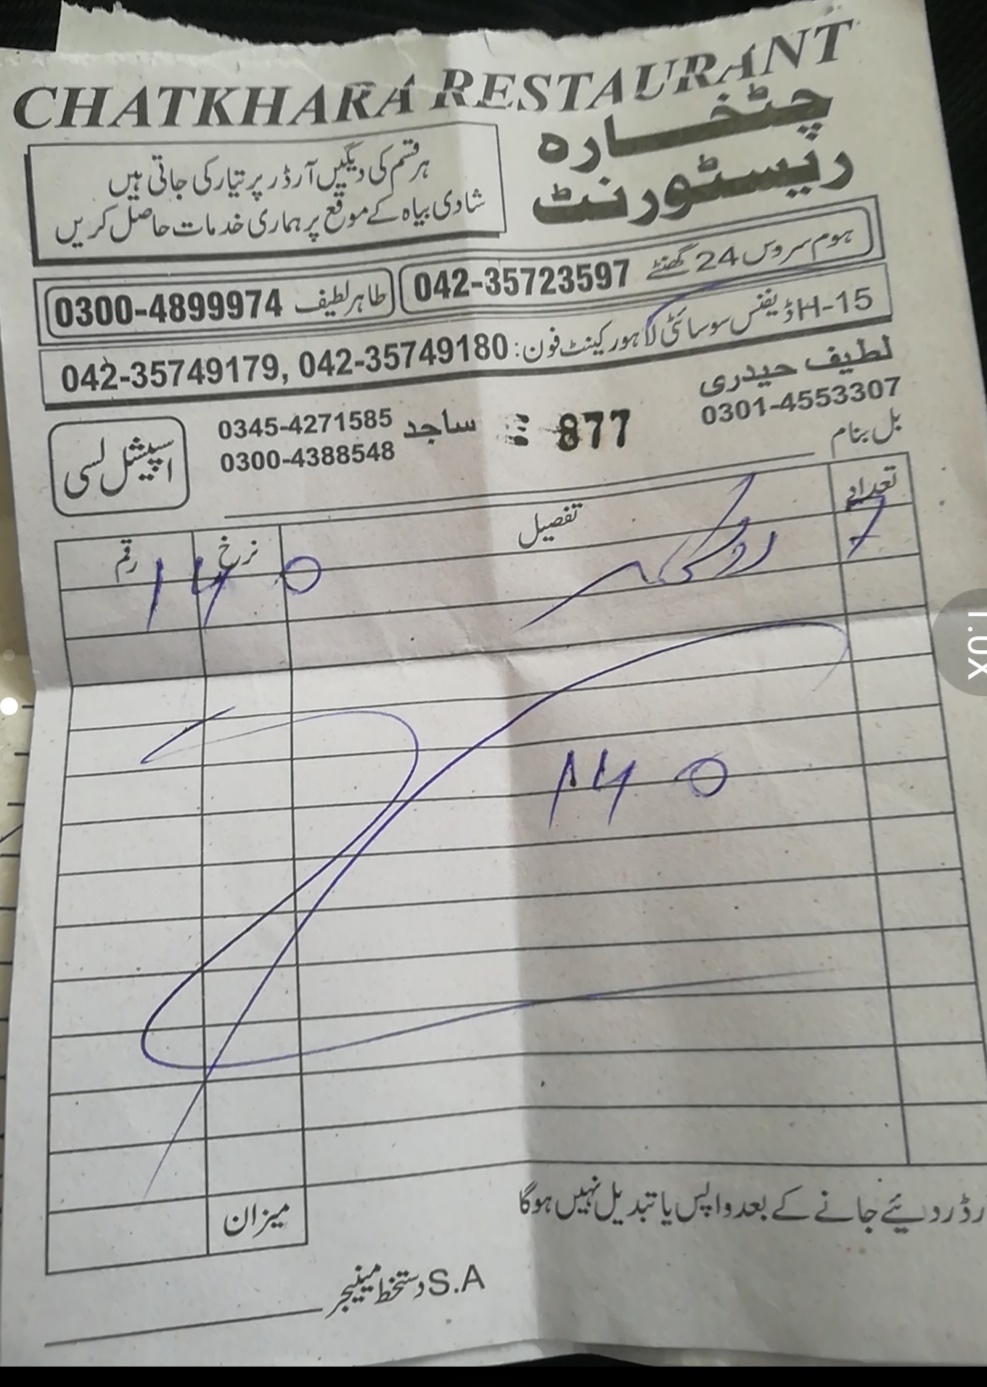 CHATKHARA RESTAURANT
چٹخارہ
ریسٹورنٹ
ہر قسم کی دیگیں آرڈر پر تیار کی جاتی ہیں
شادی بیاہ کے موقع پر ہماری خدمات حاصل کریں
ہوم سروس 24 گھنٹے 042-35723597
طاہر لطیف 0300-4899974
15-H ڈیفنس سوسائٹی لاہور کینٹ فون: 042-35749180 ,042-35749179
لطیف حیدری
0301-4553307
877
ساجد 0345-4271585
0300-4388548
اسپیشل لسی
بل بنام
تعداد تفصیل نرخ رقم
7 140
140
میزان
رڈر دیئے جانے کے بعد واپس یا تبدیل نہیں ہوگا
S.A دستخط مینیجر
1.0x